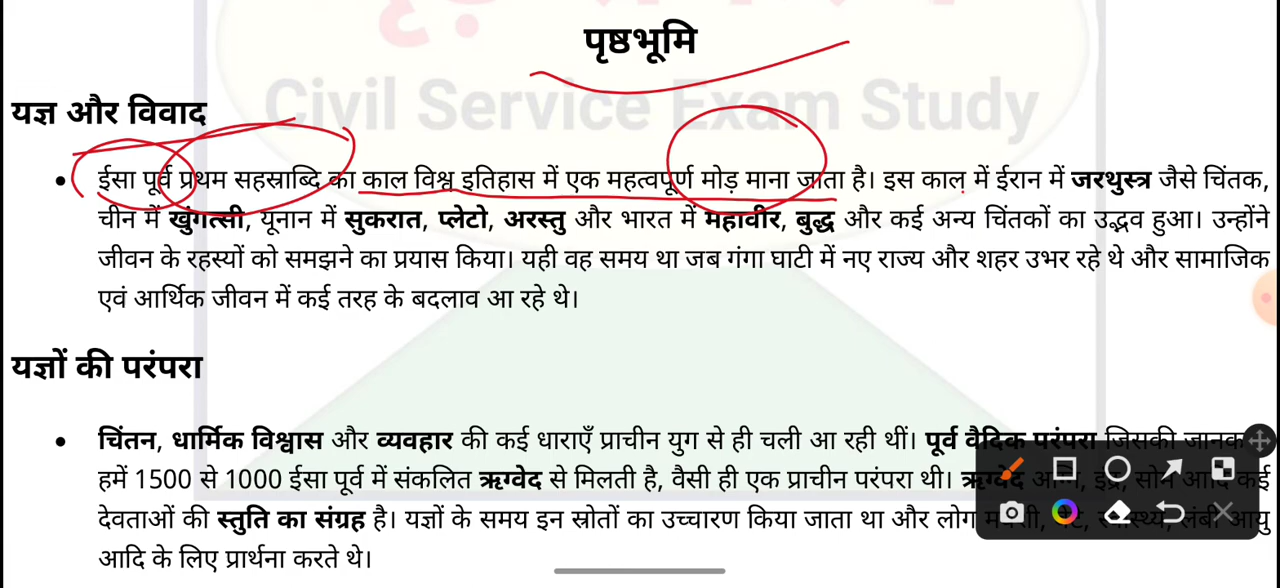 पृष्ठभूमि
Civil Service Exam Study
यज्ञ और विवाद
• ईसा पूर्व प्रथम सहस्राब्दि का काल विश्व इतिहास में एक महत्वपूर्ण मोड़ माना जाता है। इस काल में ईरान में जरथुस्त्र जैसे चिंतक,
चीन में खुंगत्सी, यूनान में सुकरात, प्लेटो, अरस्तु और भारत में महावीर, बुद्ध और कई अन्य चिंतकों का उद्भव हुआ। उन्होंने
जीवन के रहस्यों को समझने का प्रयास किया। यही वह समय था जब गंगा घाटी में नए राज्य और शहर उभर रहे थे और सामाजिक
एवं आर्थिक जीवन में कई तरह के बदलाव आ रहे थे।
यज्ञों की परंपरा
• चिंतन, धार्मिक विश्वास और व्यवहार की कई धाराएँ प्राचीन युग से ही चली आ रही थीं। पूर्व वैदिक परंपरा जिसकी
हमें 1500 से 1000 ईसा पूर्व में संकलित ऋग्वेद से मिलती है, वैसी ही एक प्राचीन परंपरा थी। ऋग्वेद अग्नि, इंद्र, सोम आदि कई
देवताओं की स्तुति का संग्रह है। यज्ञों के समय इन स्रोतों का उच्चारण किया जाता था और लोग लंबी आयु
आदि के लिए प्रार्थना करते थे।